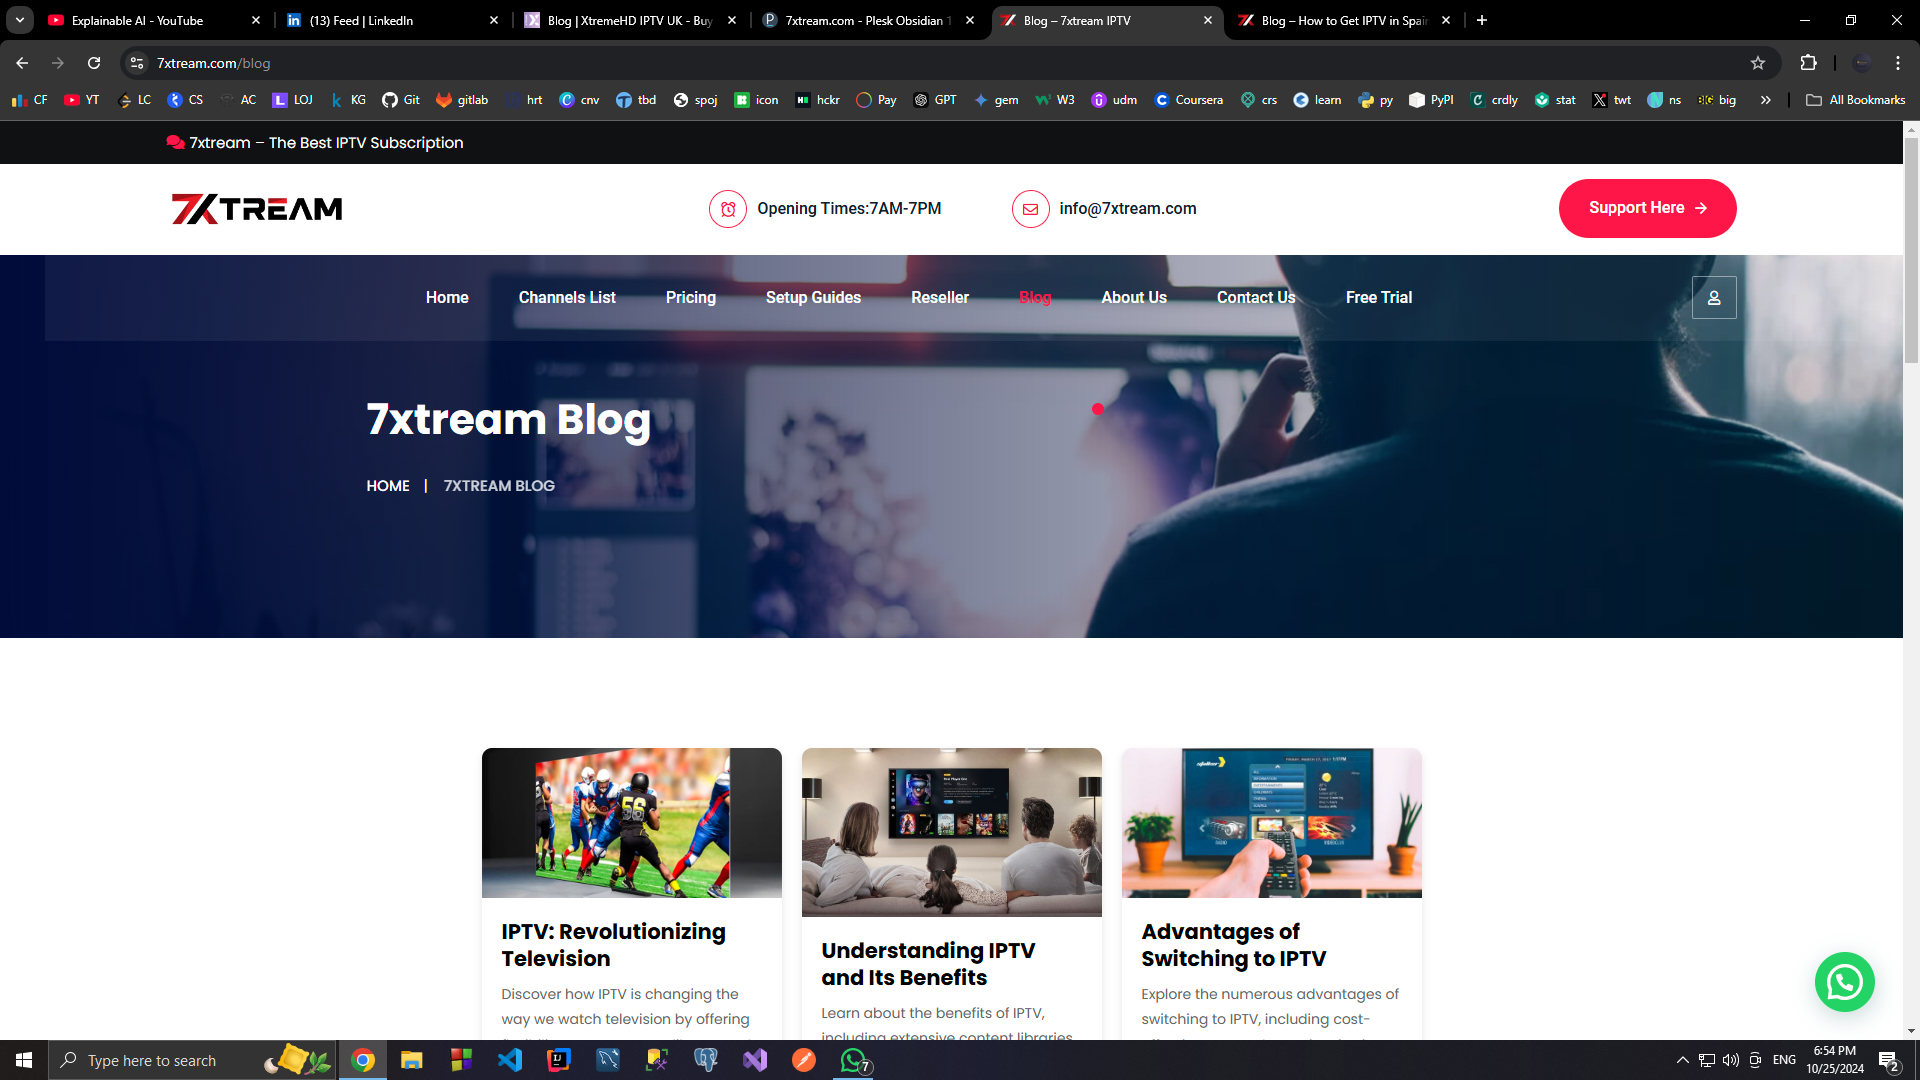 Explainable AI - YouTube
(13) Feed | LinkedIn
Blog | XtremeHD IPTV UK - Buy
7xtream.com - Plesk Obsidian 1
Blog – 7xtream IPTV
Blog – How to Get IPTV in Spain
7xtream.com/blog
CF YT LC CS AC LOJ KG Git gitlab hrt cnv tbd spoj icon hckr Pay GPT gem W3 udm Coursera crs learn py PyPI crdly stat twt ns big All Bookmarks
7xtream – The Best IPTV Subscription
7XTREAM
Opening Times:7AM-7PM
info@7xtream.com
Support Here
Home Channels List Pricing Setup Guides Reseller Blog About Us Contact Us Free Trial
7xtream Blog
HOME | 7XTREAM BLOG
56
IPTV: Revolutionizing
Television
Discover how IPTV is changing the
way we watch television by offering
Understanding IPTV
and Its Benefits
Learn about the benefits of IPTV,
including extensive content libraries
Advantages of
Switching to IPTV
Explore the numerous advantages of
switching to IPTV, including cost-
Type here to search
7
ENG
6:54 PM
10/25/2024
2